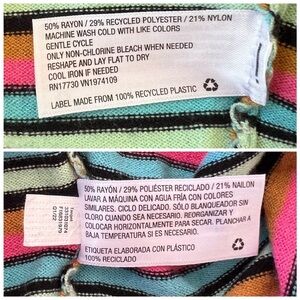 50% RAYON / 29% RECYCLED POLYESTER / 21% NYLON
MACHINE WASH COLD WITH LIKE COLORS
GENTLE CYCLE
ONLY NON-CHLORINE BLEACH WHEN NEEDED
RESHAPE AND LAY FLAT TO DRY
COOL IRON IF NEEDED
RN17730 VN1974109
LABEL MADE FROM 100% RECYCLED PLASTIC
50% RAYÓN / 29% POLIÉSTER RECICLADO / 21% NAILON
LAVAR A MÁQUINA CON AGUA FRÍA CON COLORES
SIMILARES. CICLO DELICADO. SÓLO BLANQUEADOR SIN
CLORO CUANDO SEA NECESARIO. REORGANIZAR Y
COLOCAR HORIZONTALMENTE PARA SECAR. PLANCHAR A
BAJA TEMPERATURA SI ES NECESARIO.
ETIQUETA ELABORADA CON PLÁSTICO
100% RECICLADO